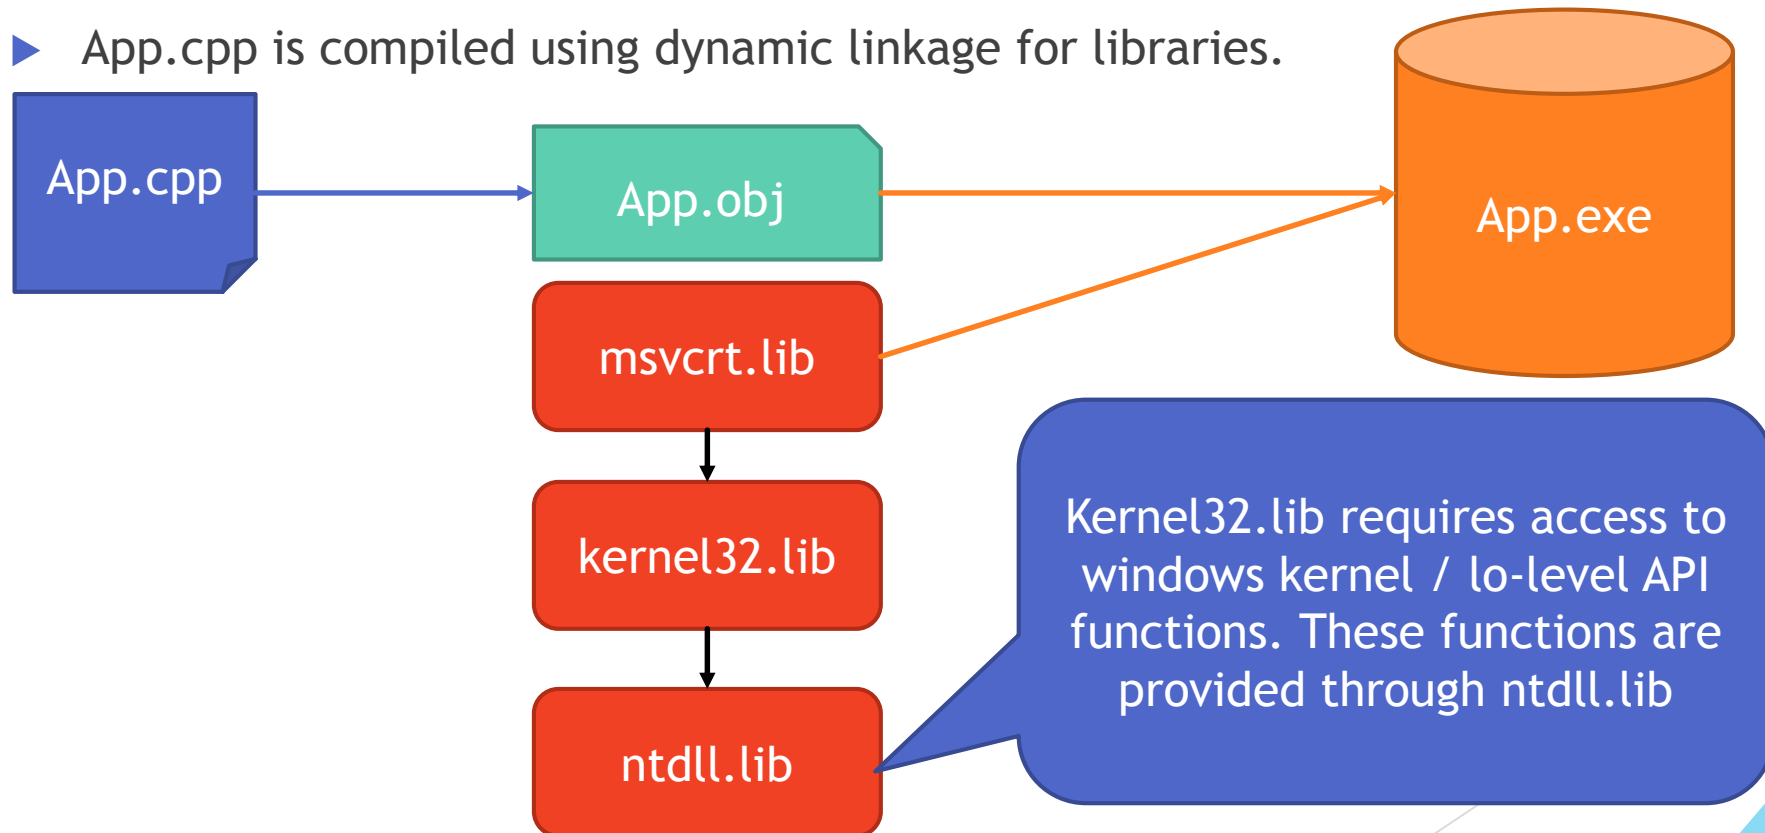 App.cpp is compiled using dynamic linkage for libraries.
App.cpp
App.obj
App.exe
msvcrt.lib
kernel32.lib
Kernel32.lib requires access to
windows kernel / lo-level API
functions. These functions are
provided through ntdll.lib
ntdll.lib